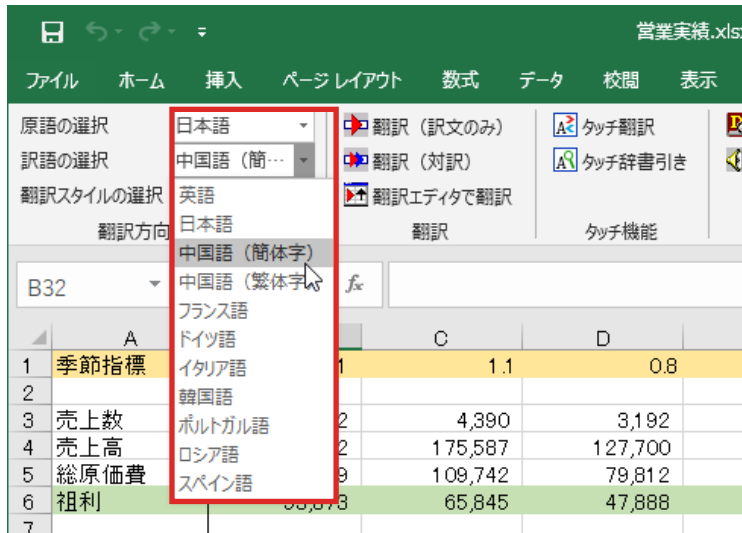 営業実績.xls
ファイル ホーム 挿入 ページ レイアウト 数式 データ 校閲 表示
原語の選択 日本語 翻訳（訳文のみ） タッチ翻訳
訳語の選択 中国語（簡… 翻訳（対訳） タッチ辞書引き
翻訳スタイルの選択 翻訳エディタで翻訳
翻訳方向 翻訳 タッチ機能
英語
日本語
中国語（簡体字）
中国語（繁体字
フランス語
ドイツ語
イタリア語
韓国語
ポルトガル語
ロシア語
スペイン語
B32 fx
A C D
1 季節指標 1 1.1 0.8
2
3 売上数 2 4,390 3,192
4 売上高 2 175,587 127,700
5 総原価費 9 109,742 79,812
6 祖利 65,845 47,888
7